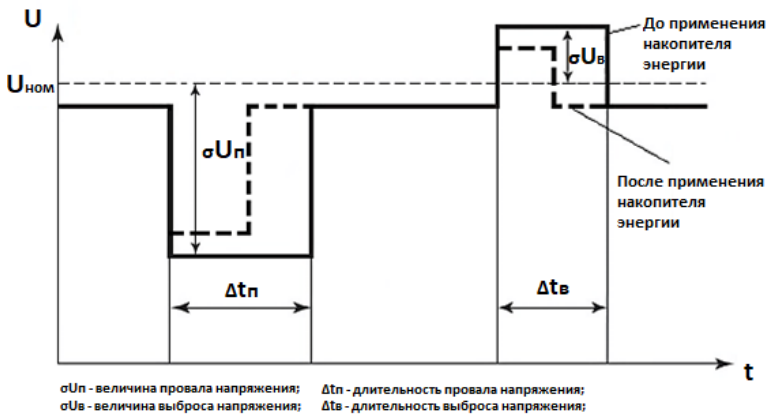 U
До применения
накопителя
энергии
σUв
Uном
σUп
После применения
накопителя
энергии
Δtп
Δtв
t
σUп - величина провала напряжения; Δtп - длительность провала напряжения;
σUв - величина выброса напряжения; Δtв - длительность выброса напряжения;